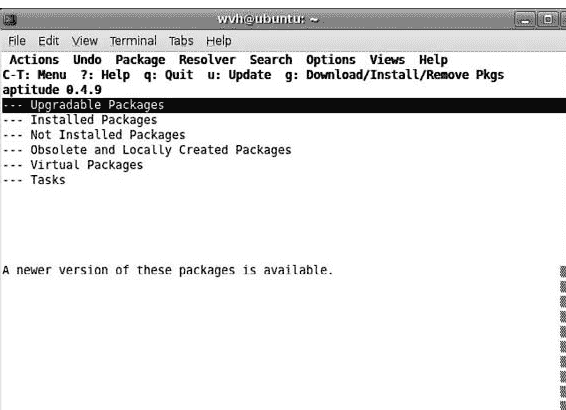 wvh@ubuntu: ~
File Edit View Terminal Tabs Help
Actions Undo Package Resolver Search Options Views Help
C-T: Menu ?: Help q: Quit u: Update g: Download/Install/Remove Pkgs
aptitude 0.4.9
--- Upgradable Packages
--- Installed Packages
--- Not Installed Packages
--- Obsolete and Locally Created Packages
--- Virtual Packages
--- Tasks
A newer version of these packages is available.